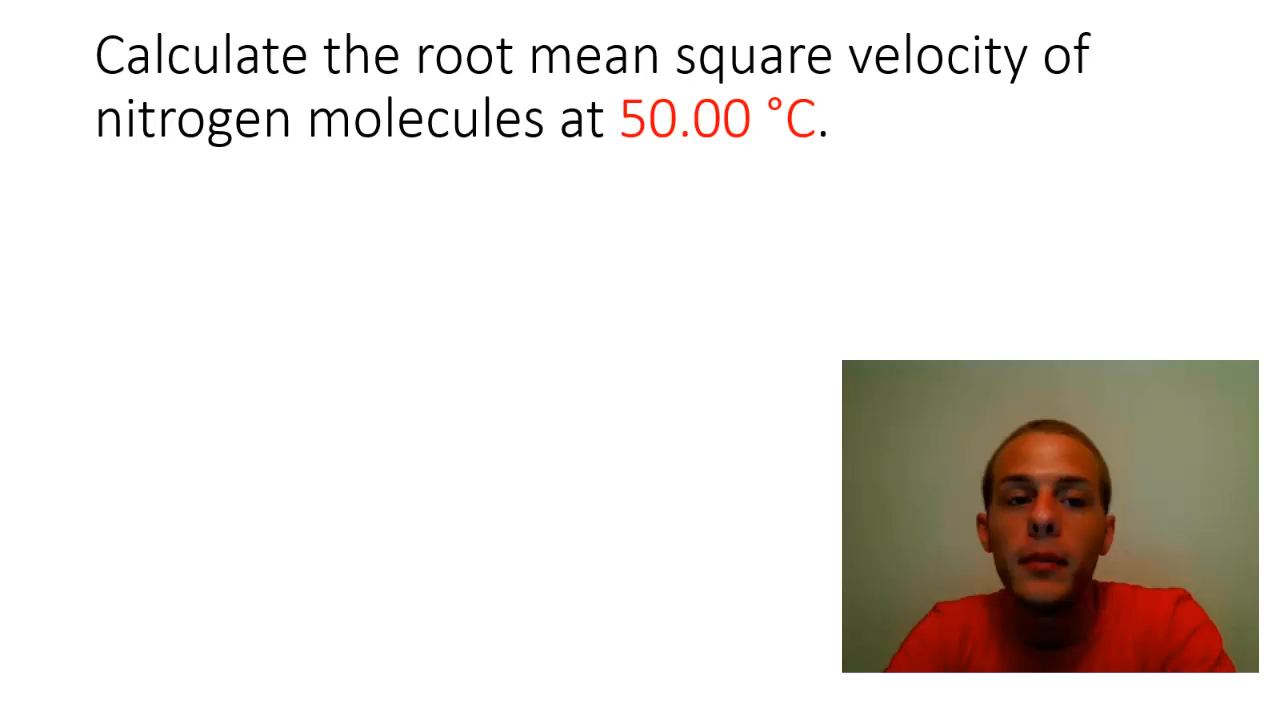 Calculate the root mean square velocity of
nitrogen molecules at 50.00 °C.